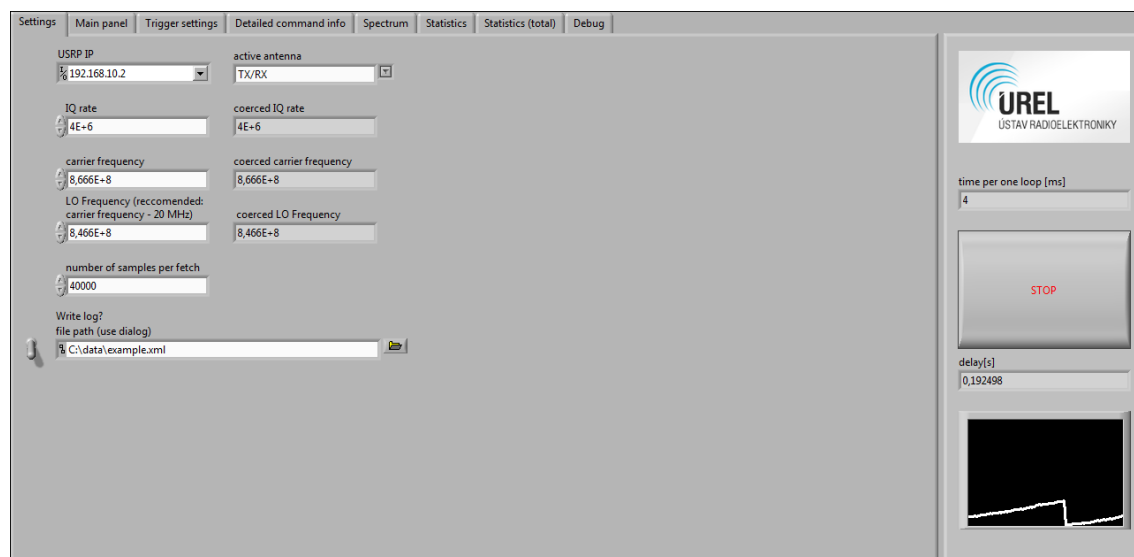 Settings Main panel Trigger settings Detailed command info Spectrum Statistics Statistics (total) Debug
USRP IP
192.168.10.2
active antenna
TX/RX
IQ rate
4E+6
coerced IQ rate
4E+6
carrier frequency
8,666E+8
coerced carrier frequency
8,666E+8
LO Frequency (reccomended:
carrier frequency - 20 MHz)
8,466E+8
coerced LO Frequency
8,466E+8
number of samples per fetch
40000
Write log?
file path (use dialog)
C:\data\example.xml
UREL
ÚSTAV RADIOELEKTRONIKY
time per one loop [ms]
4
STOP
delay[s]
0,192498